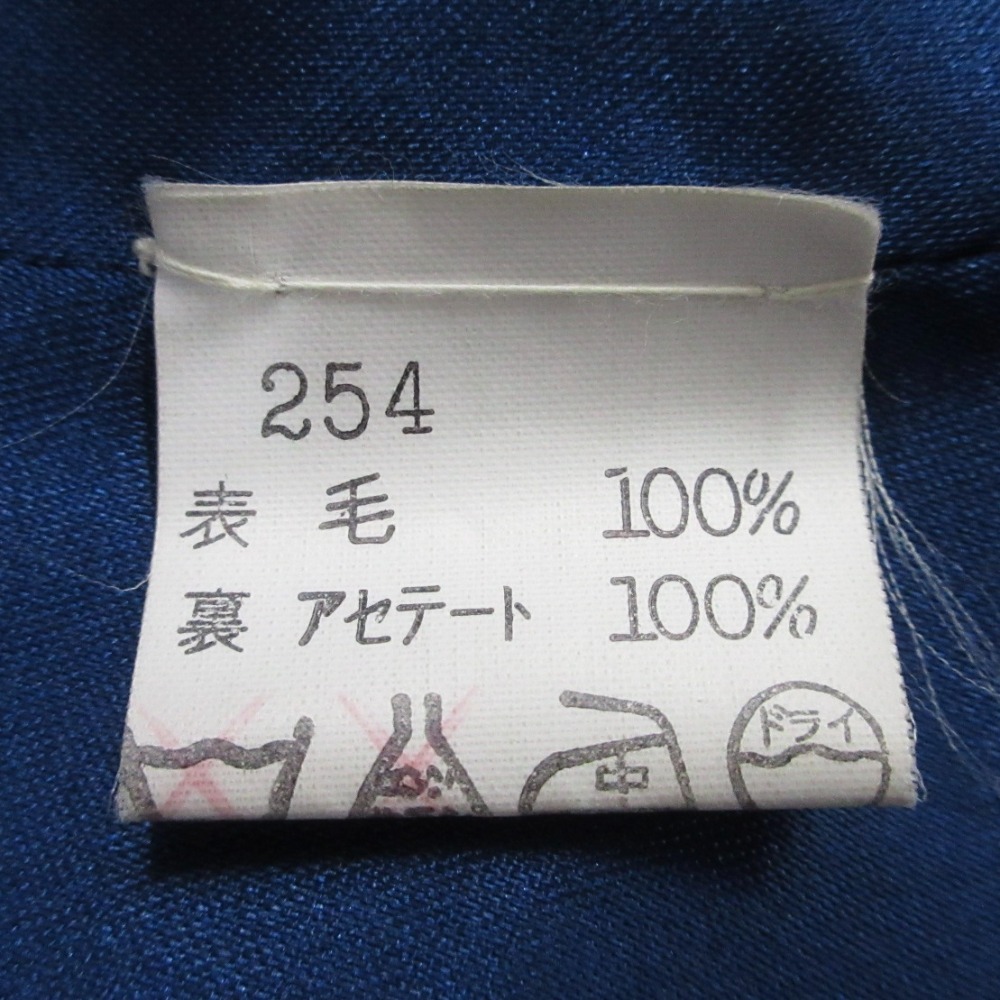 254
表 毛 100%
裏 アセテート 100%
中 ドライ